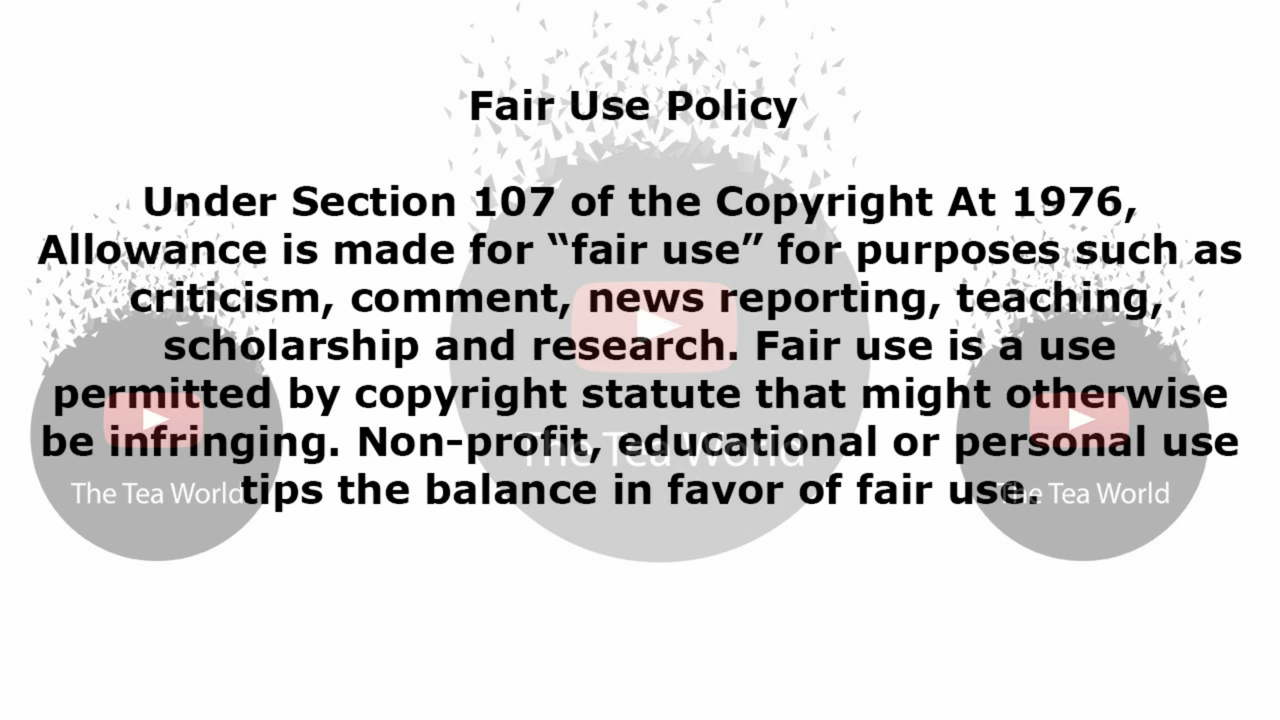 Fair Use Policy
Under Section 107 of the Copyright At 1976,
Allowance is made for “fair use” for purposes such as
criticism, comment, news reporting, teaching,
scholarship and research. Fair use is a use
permitted by copyright statute that might otherwise
be infringing. Non-profit, educational or personal use
tips the balance in favor of fair use.
The Tea World
The Tea World
The Tea World